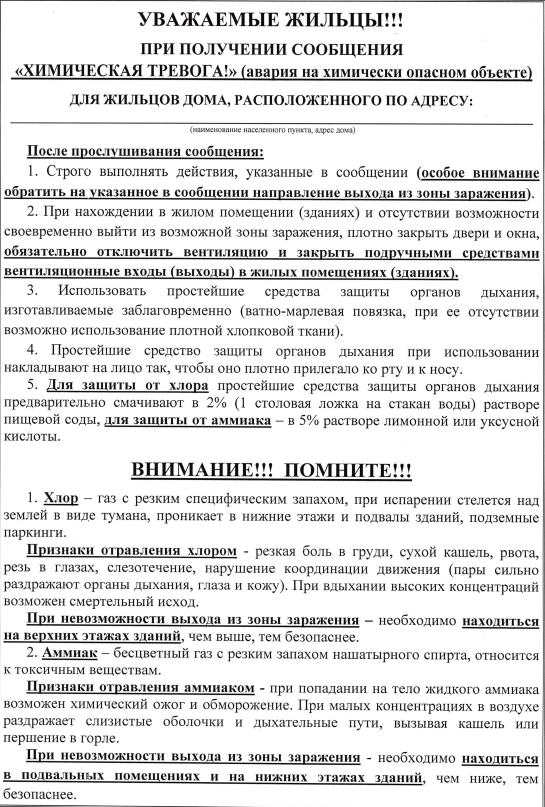 УВАЖАЕМЫЕ ЖИЛЬЦЫ!!!
ПРИ ПОЛУЧЕНИИ СООБЩЕНИЯ
«ХИМИЧЕСКАЯ ТРЕВОГА!» (авария на химически опасном объекте)
ДЛЯ ЖИЛЬЦОВ ДОМА, РАСПОЛОЖЕННОГО ПО АДРЕСУ:
(наименование населенного пункта, адрес дома)
После прослушивания сообщения:
1. Строго выполнять действия, указанные в сообщении (особое внимание
обратить на указанное в сообщении направление выхода из зоны заражения).
2. При нахождении в жилом помещении (зданиях) и отсутствии возможности
своевременно выйти из возможной зоны заражения, плотно закрыть двери и окна,
обязательно отключить вентиляцию и закрыть подручными средствами
вентиляционные входы (выходы) в жилых помещениях (зданиях).
3. Использовать простейшие средства защиты органов дыхания,
изготавливаемые заблаговременно (ватно-марлевая повязка, при ее отсутствии
возможно использование плотной хлопковой ткани).
4. Простейшие средство защиты органов дыхания при использовании
накладывают на лицо так, чтобы оно плотно прилегало ко рту и к носу.
5. Для защиты от хлора простейшие средства защиты органов дыхания
предварительно смачивают в 2% (1 столовая ложка на стакан воды) растворе
пищевой соды, для защиты от аммиака – в 5% растворе лимонной или уксусной
кислоты.
ВНИМАНИЕ!!! ПОМНИТЕ!!!
1. Хлор – газ с резким специфическим запахом, при испарении стелется над
землей в виде тумана, проникает в нижние этажи и подвалы зданий, подземные
паркинги.
Признаки отравления хлором - резкая боль в груди, сухой кашель, рвота,
резь в глазах, слезотечение, нарушение координации движения (пары сильно
раздражают органы дыхания, глаза и кожу). При вдыхании высоких концентраций
возможен смертельный исход.
При невозможности выхода из зоны заражения – необходимо находиться
на верхних этажах зданий, чем выше, тем безопаснее.
2. Аммиак – бесцветный газ с резким запахом нашатырного спирта, относится
к токсичным веществам.
Признаки отравления аммиаком - при попадании на тело жидкого аммиака
возможен химический ожог и обморожение. При малых концентрациях в воздухе
раздражает слизистые оболочки и дыхательные пути, вызывая кашель или
першение в горле.
При невозможности выхода из зоны заражения - необходимо находиться
в подвальных помещениях и на нижних этажах зданий, чем ниже, тем
безопаснее.